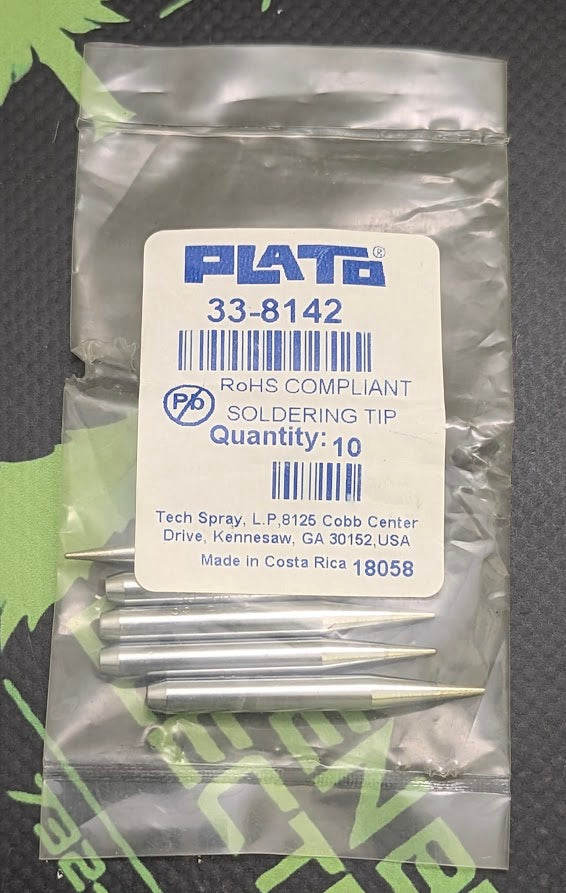 PLATO®
33-8142
RoHS COMPLIANT
Pb
SOLDERING TIP
Quantity: 10
Tech Spray, L.P,8125 Cobb Center
Drive, Kennesaw, GA 30152,USA
Made in Costa Rica 18058